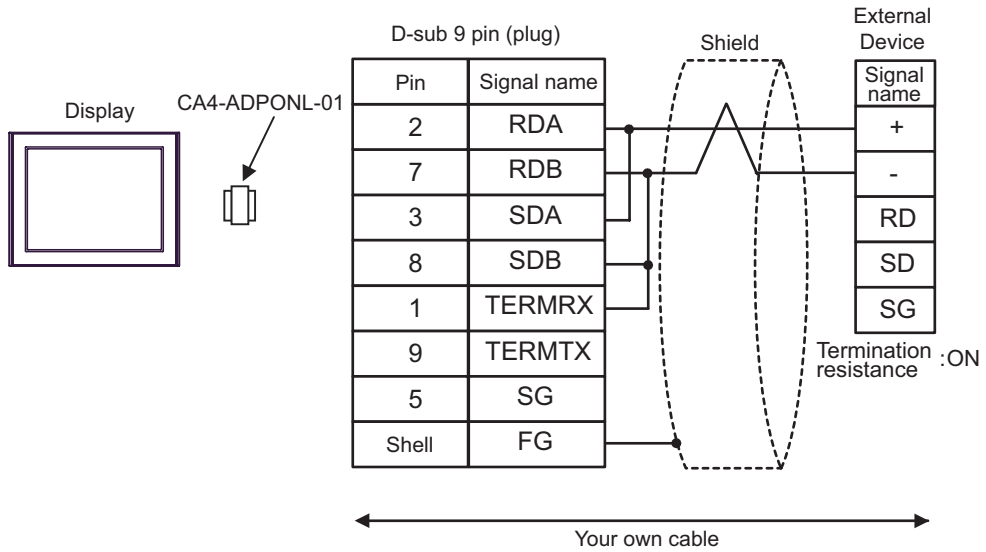 Display
CA4-ADPONL-01
D-sub 9 pin (plug)
Pin Signal name
2 RDA
7 RDB
3 SDA
8 SDB
1 TERMRX
9 TERMTX
5 SG
Shell FG
Shield
External
Device
Signal
name
+
-
RD
SD
SG
Termination
resistance :ON
Your own cable